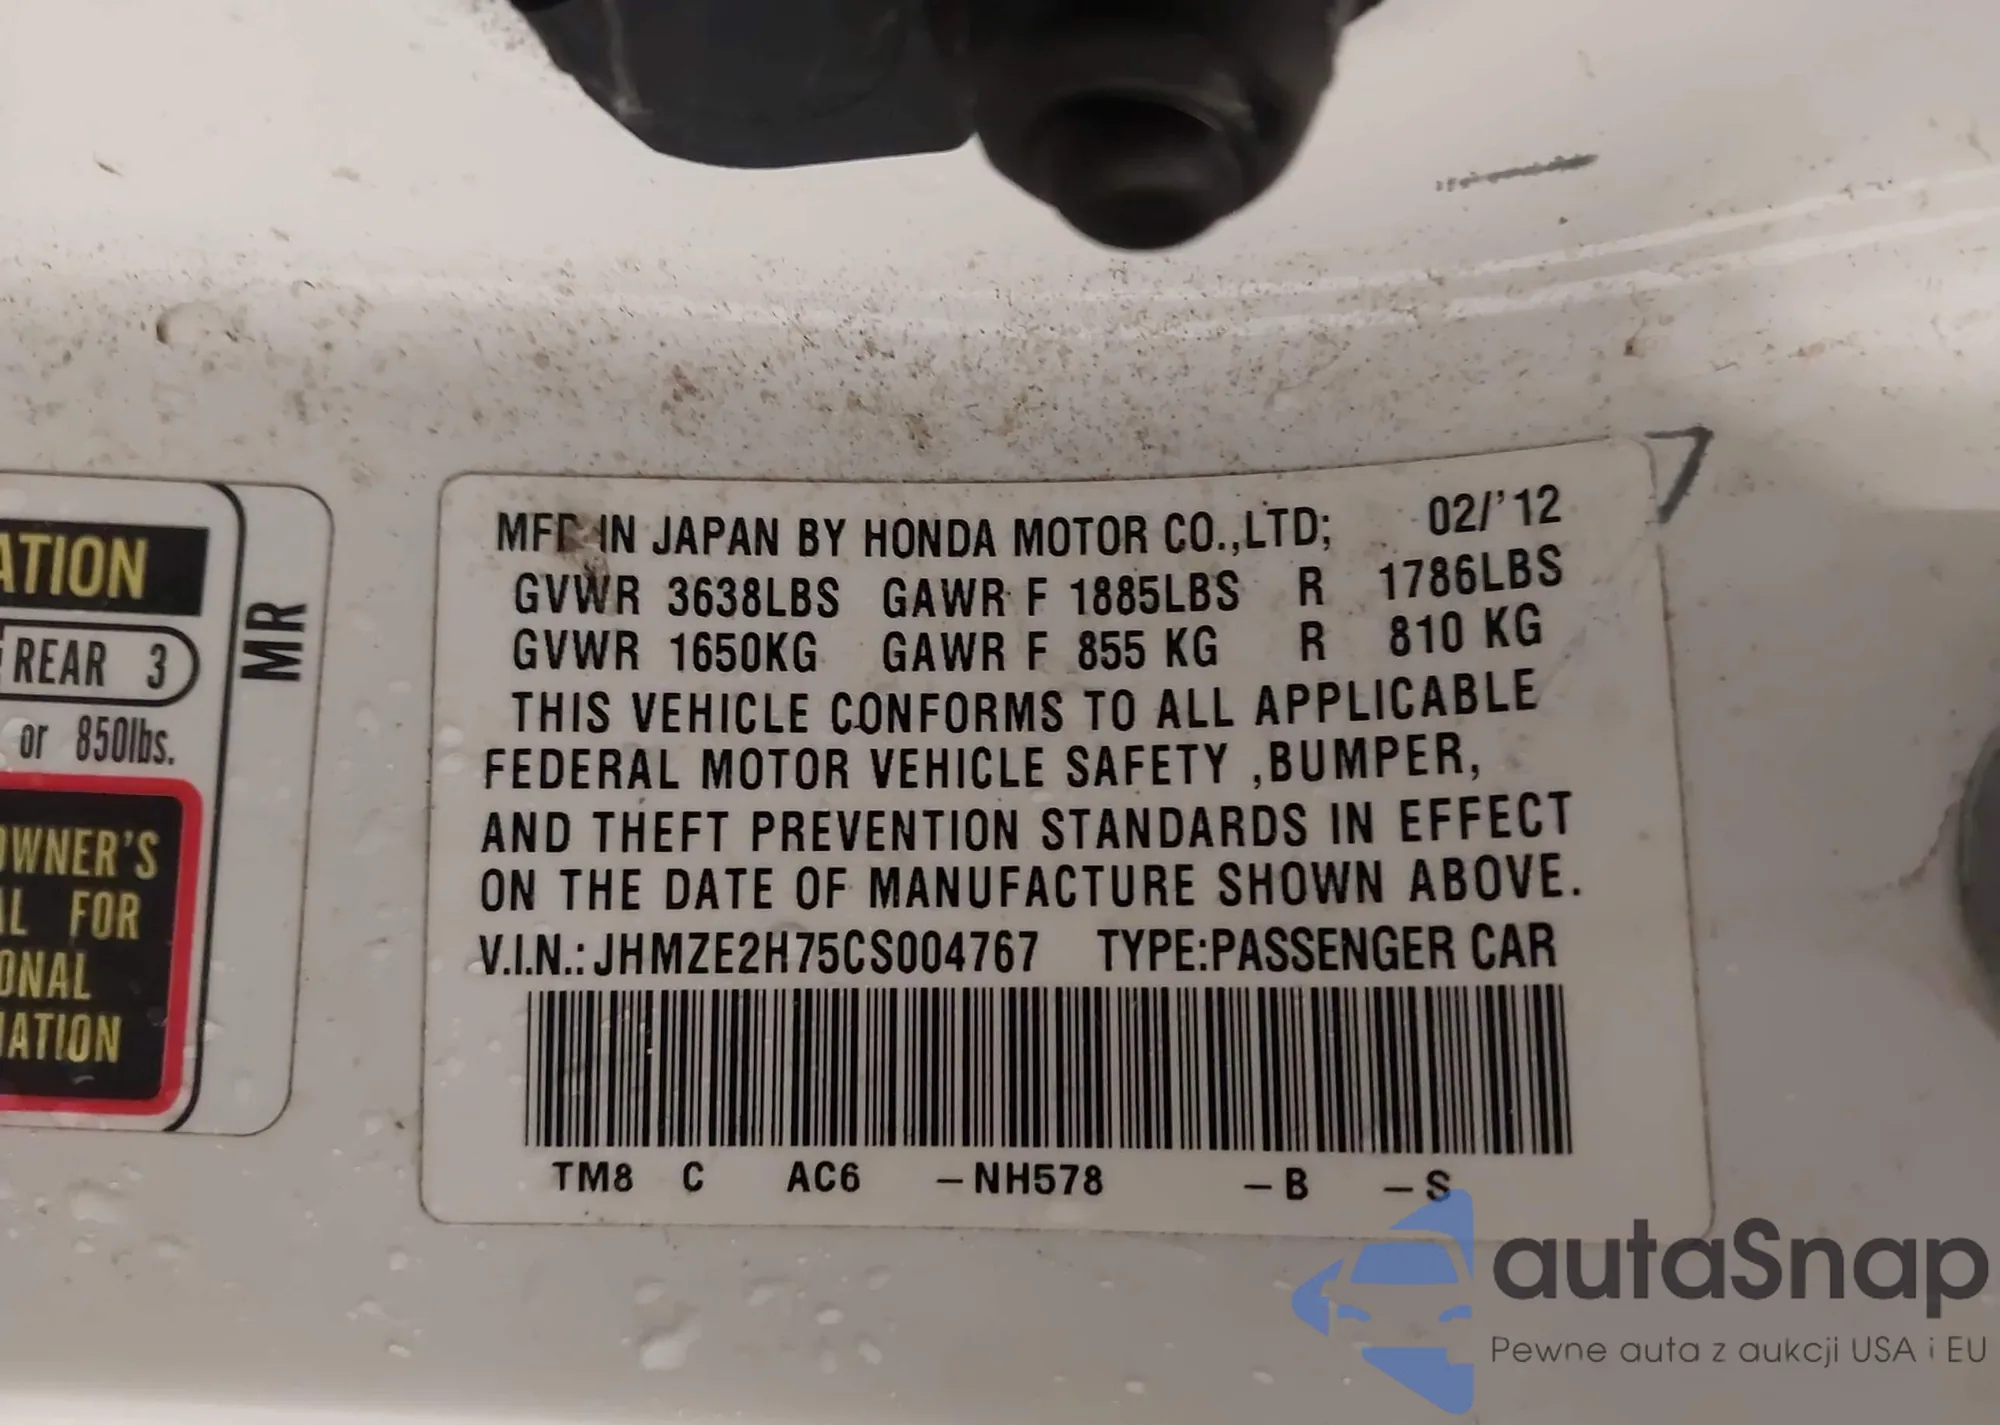 ATION
REAR 3
or 850lbs.
OWNER'S
AL FOR
ONAL
MATION
MR
MFD IN JAPAN BY HONDA MOTOR CO.,LTD; 02/'12
GVWR 3638LBS GAWR F 1885LBS R 1786LBS
GVWR 1650KG GAWR F 855 KG R 810 KG
THIS VEHICLE CONFORMS TO ALL APPLICABLE
FEDERAL MOTOR VEHICLE SAFETY ,BUMPER,
AND THEFT PREVENTION STANDARDS IN EFFECT
ON THE DATE OF MANUFACTURE SHOWN ABOVE.
V.I.N.: JHMZE2H75CS004767 TYPE:PASSENGER CAR
TM8 C AC6 –NH578 –B –S
7
autaSnap
Pewne auta z aukcji USA i EU